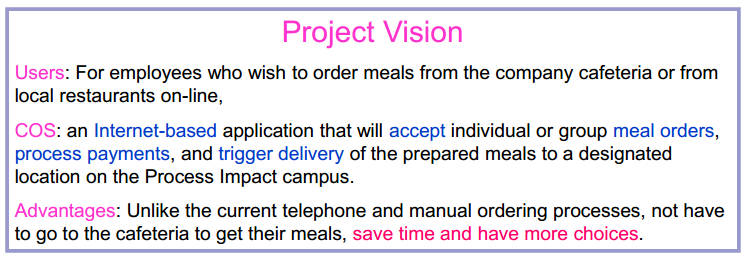 Project Vision
Users: For employees who wish to order meals from the company cafeteria or from
local restaurants on-line,
COS: an Internet-based application that will accept individual or group meal orders,
process payments, and trigger delivery of the prepared meals to a designated
location on the Process Impact campus.
Advantages: Unlike the current telephone and manual ordering processes, not have
to go to the cafeteria to get their meals, save time and have more choices.